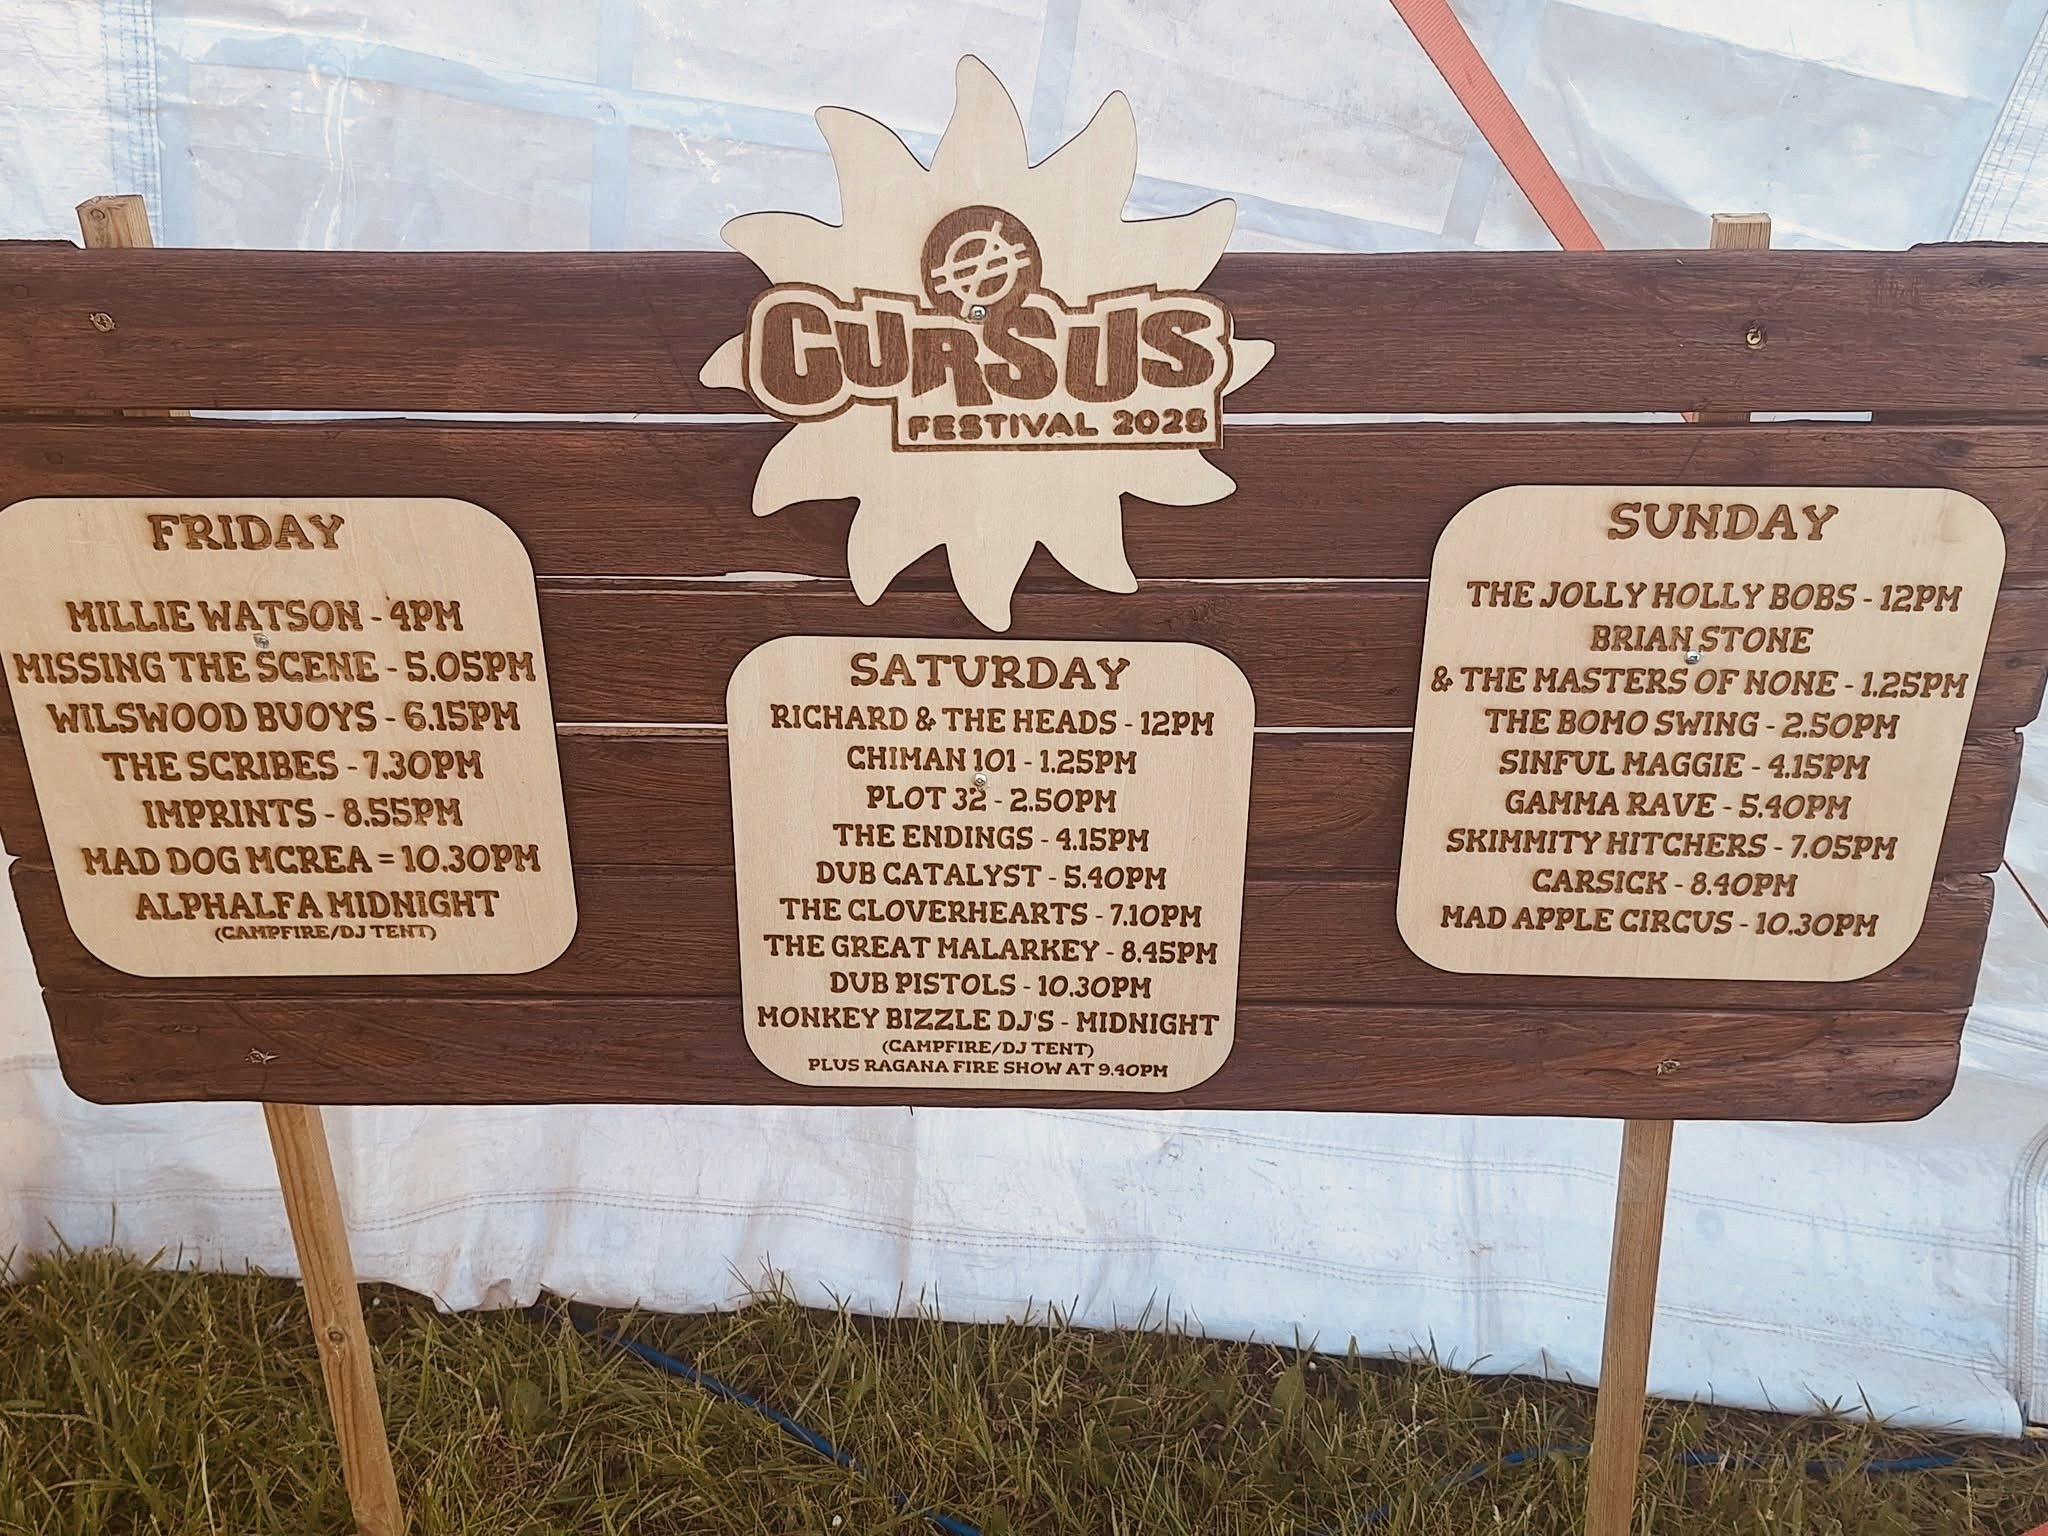 CURSUS
FESTIVAL 2025
FRIDAY
MILLIE WATSON - 4PM
MISSING THE SCENE - 5.05PM
WILSWOOD BUOYS - 6.15PM
THE SCRIBES - 7.30PM
IMPRINTS - 8.55PM
MAD DOG MCREA = 10.30PM
ALPHALFA MIDNIGHT
(CAMPFIRE/DJ TENT)
SATURDAY
RICHARD & THE HEADS - 12PM
CHIMAN 101 - 1.25PM
PLOT 32 - 2.50PM
THE ENDINGS - 4.15PM
DUB CATALYST - 5.40PM
THE CLOVERHEARTS - 7.10PM
THE GREAT MALARKEY - 8.45PM
DUB PISTOLS - 10.30PM
MONKEY BIZZLE DJ'S - MIDNIGHT
(CAMPFIRE/DJ TENT)
PLUS RAGANA FIRE SHOW AT 9.40PM
SUNDAY
THE JOLLY HOLLY BOBS - 12PM
BRIAN STONE
& THE MASTERS OF NONE - 1.25PM
THE BOMO SWING - 2.50PM
SINFUL MAGGIE - 4.15PM
GAMMA RAVE - 5.40PM
SKIMMITY HITCHERS - 7.05PM
CARSICK - 8.40PM
MAD APPLE CIRCUS - 10.30PM